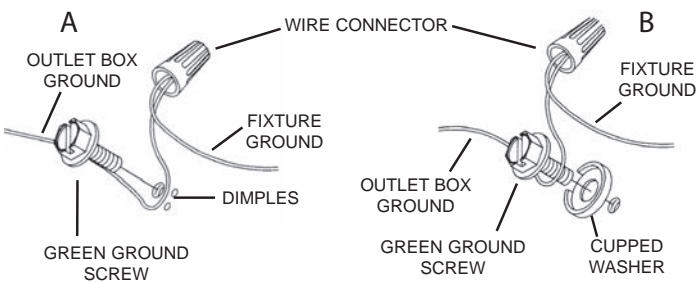 A
OUTLET BOX
GROUND
WIRE CONNECTOR
FIXTURE
GROUND
DIMPLES
GREEN GROUND
SCREW
B
FIXTURE
GROUND
OUTLET BOX
GROUND
GREEN GROUND
SCREW
CUPPED
WASHER